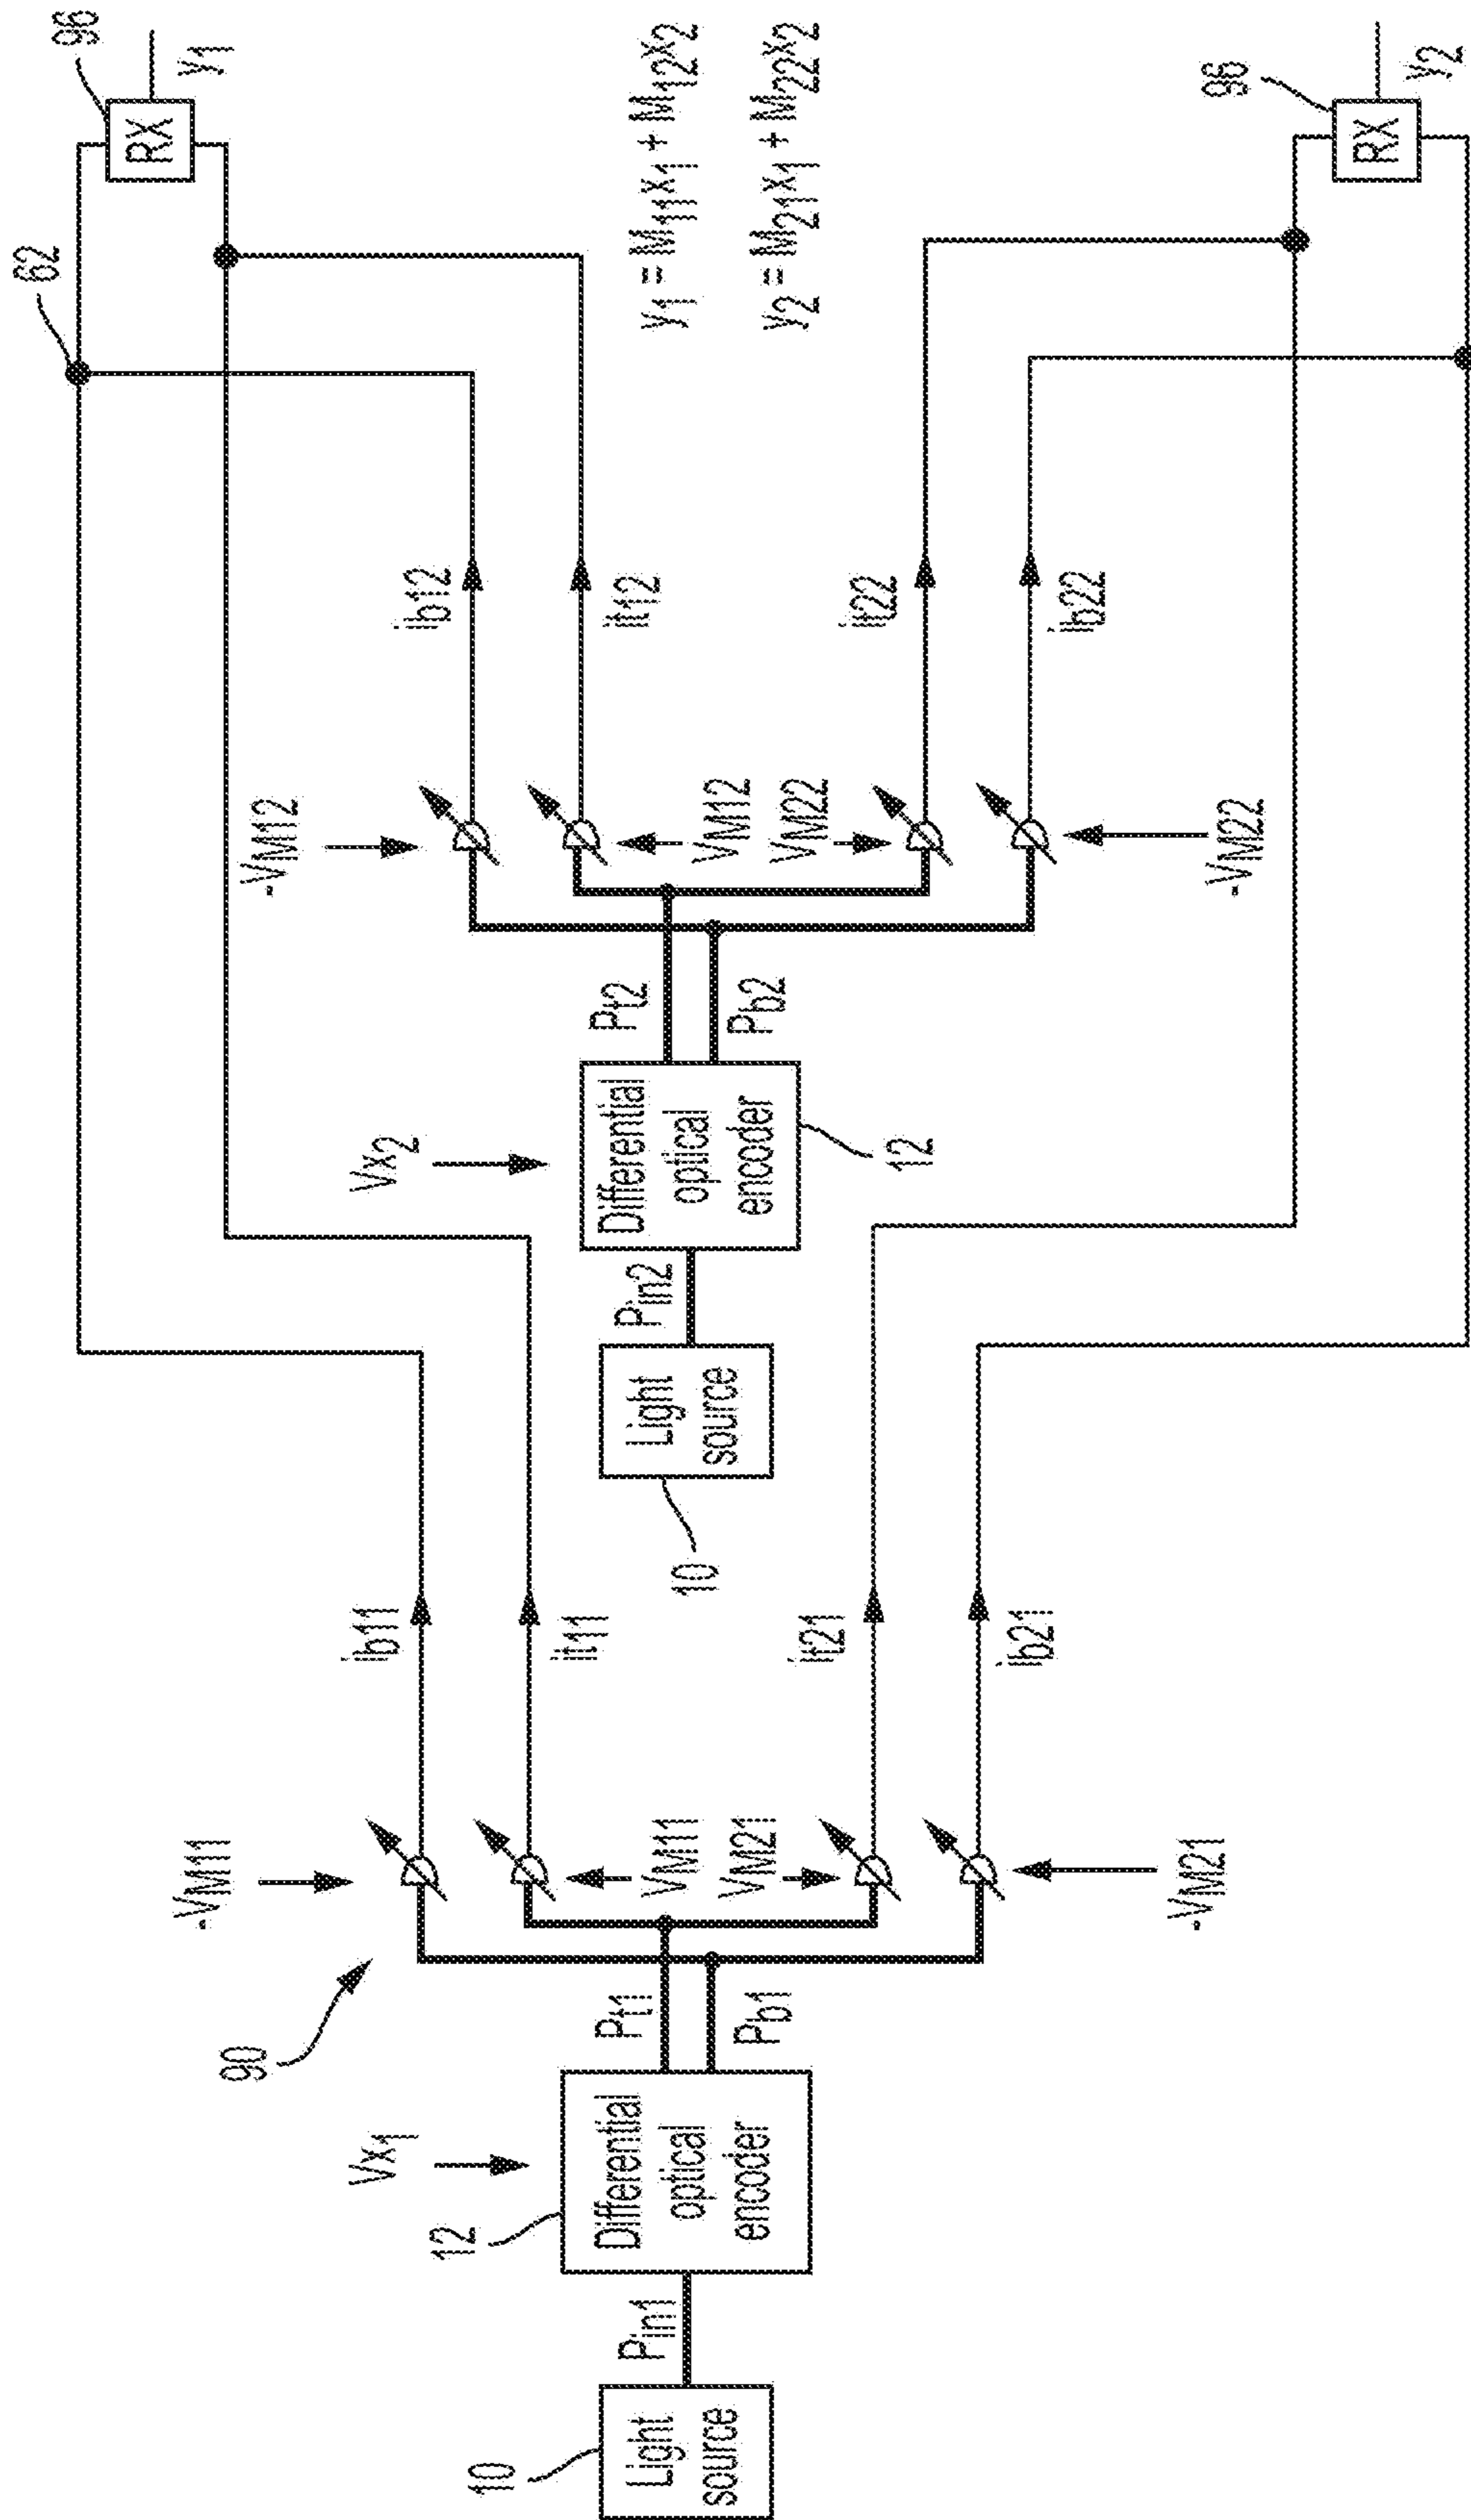 62
96
RX
y1
ib12
it12
y1 = M11x1 + M12x2
y2 = M21x1 + M22x2
it22
ib22
96
RX
y2
-VM12
VM12
VM22
-VM22
Vx2
Pt2
Pb2
Differential
optical
encoder
12
Pin2
Light
source
10
ib11
it11
it21
ib21
-VM11
VM11
VM21
-VM21
90
Vx1
Pt1
Pb1
Differential
optical
encoder
12
Pin1
Light
source
10